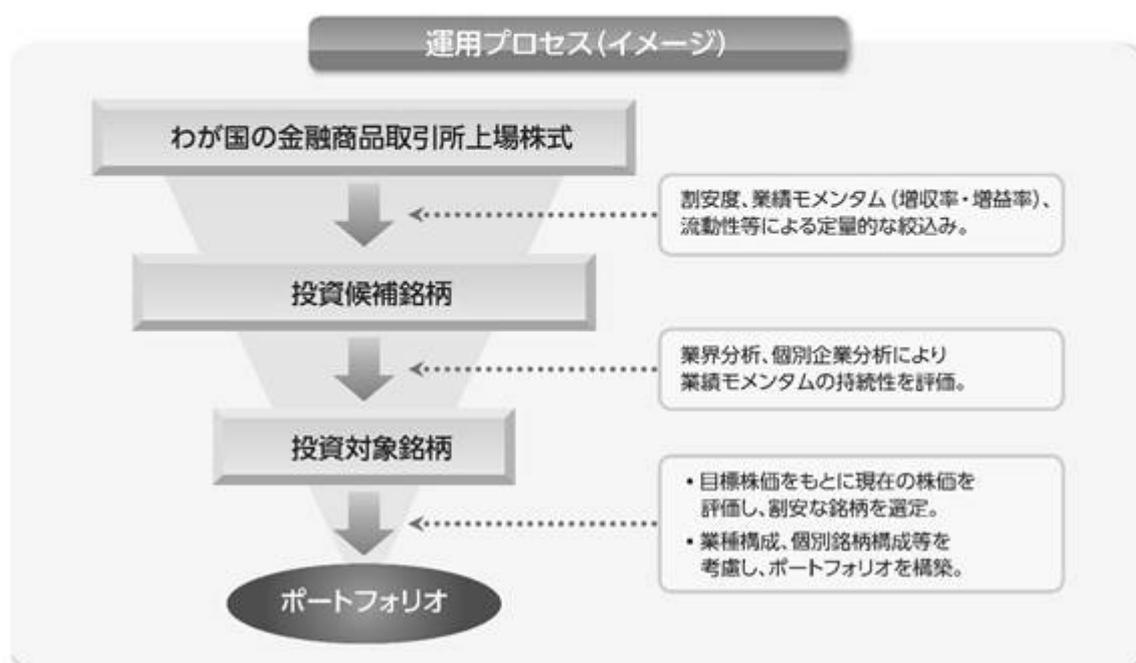 運用プロセス(イメージ)
わが国の金融商品取引所上場株式
割安度、業績モメンタム(増収率・増益率)、
流動性等による定量的な絞込み。
投資候補銘柄
業界分析、個別企業分析により
業績モメンタムの持続性を評価。
投資対象銘柄
・目標株価をもとに現在の株価を
評価し、割安な銘柄を選定。
・業種構成、個別銘柄構成等を
考慮し、ポートフォリオを構築。
ポートフォリオ